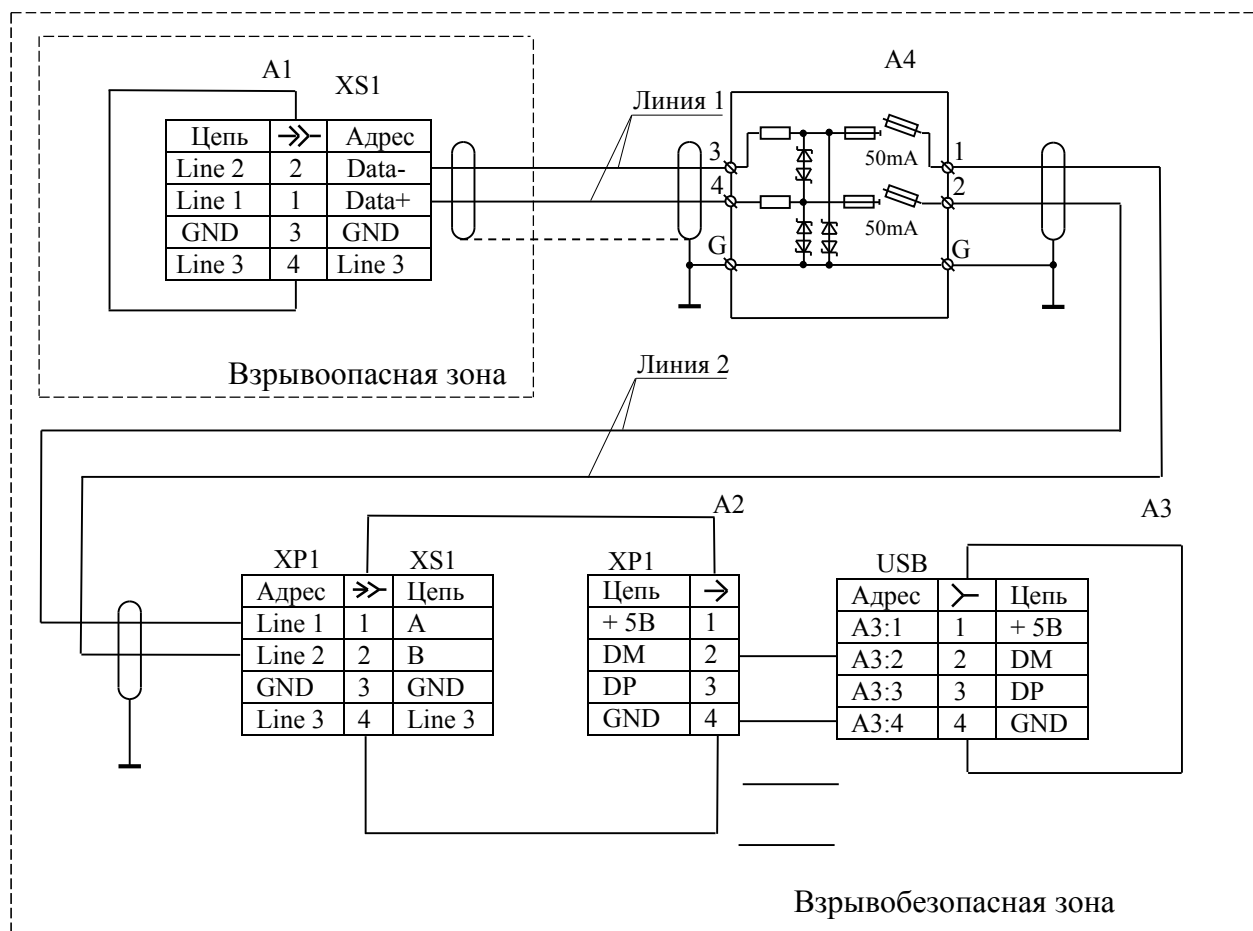 A1
XS1
Цепь Адрес
Line 2 2 Data-
Line 1 1 Data+
GND 3 GND
Line 3 4 Line 3
Взрывоопасная зона
Линия 1
A4
3
4
G
50mA
50mA
1
2
G
Линия 2
A2
A3
XP1 XS1
Адрес Цепь
Line 1 1 A
Line 2 2 B
GND 3 GND
Line 3 4 Line 3
XP1
Цепь
+ 5В 1
DM 2
DP 3
GND 4
USB
Адрес Цепь
A3:1 1 + 5В
A3:2 2 DM
A3:3 3 DP
A3:4 4 GND
Взрывобезопасная зона